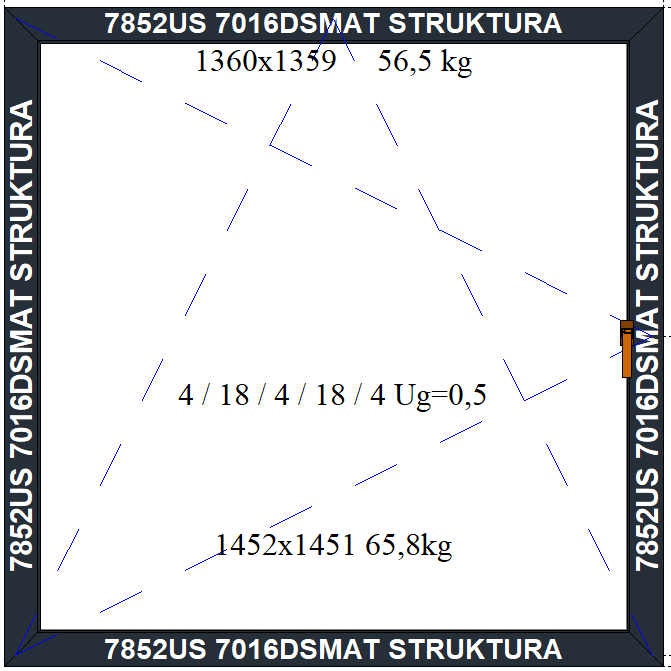 7852US 7016DSMAT STRUKTURA
1360x1359 56,5 kg
7852US 7016DSMAT STRUKTURA
7852US 7016DSMAT STRUKTURA
4 / 18 / 4 / 18 / 4 Ug=0,5
1452x1451 65,8kg
7852US 7016DSMAT STRUKTURA